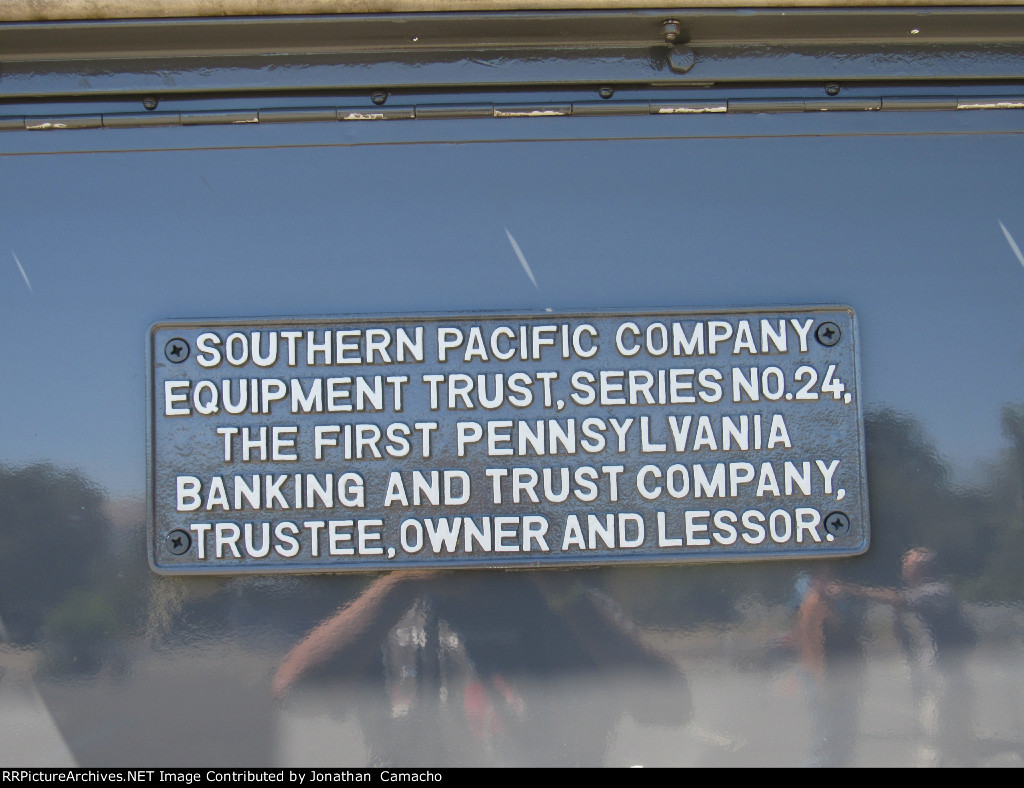 SOUTHERN PACIFIC COMPANY
EQUIPMENT TRUST, SERIES NO.24,
THE FIRST PENNSYLVANIA
BANKING AND TRUST COMPANY,
TRUSTEE, OWNER AND LESSOR.
RRPictureArchives.NET Image Contributed by Jonathan Camacho